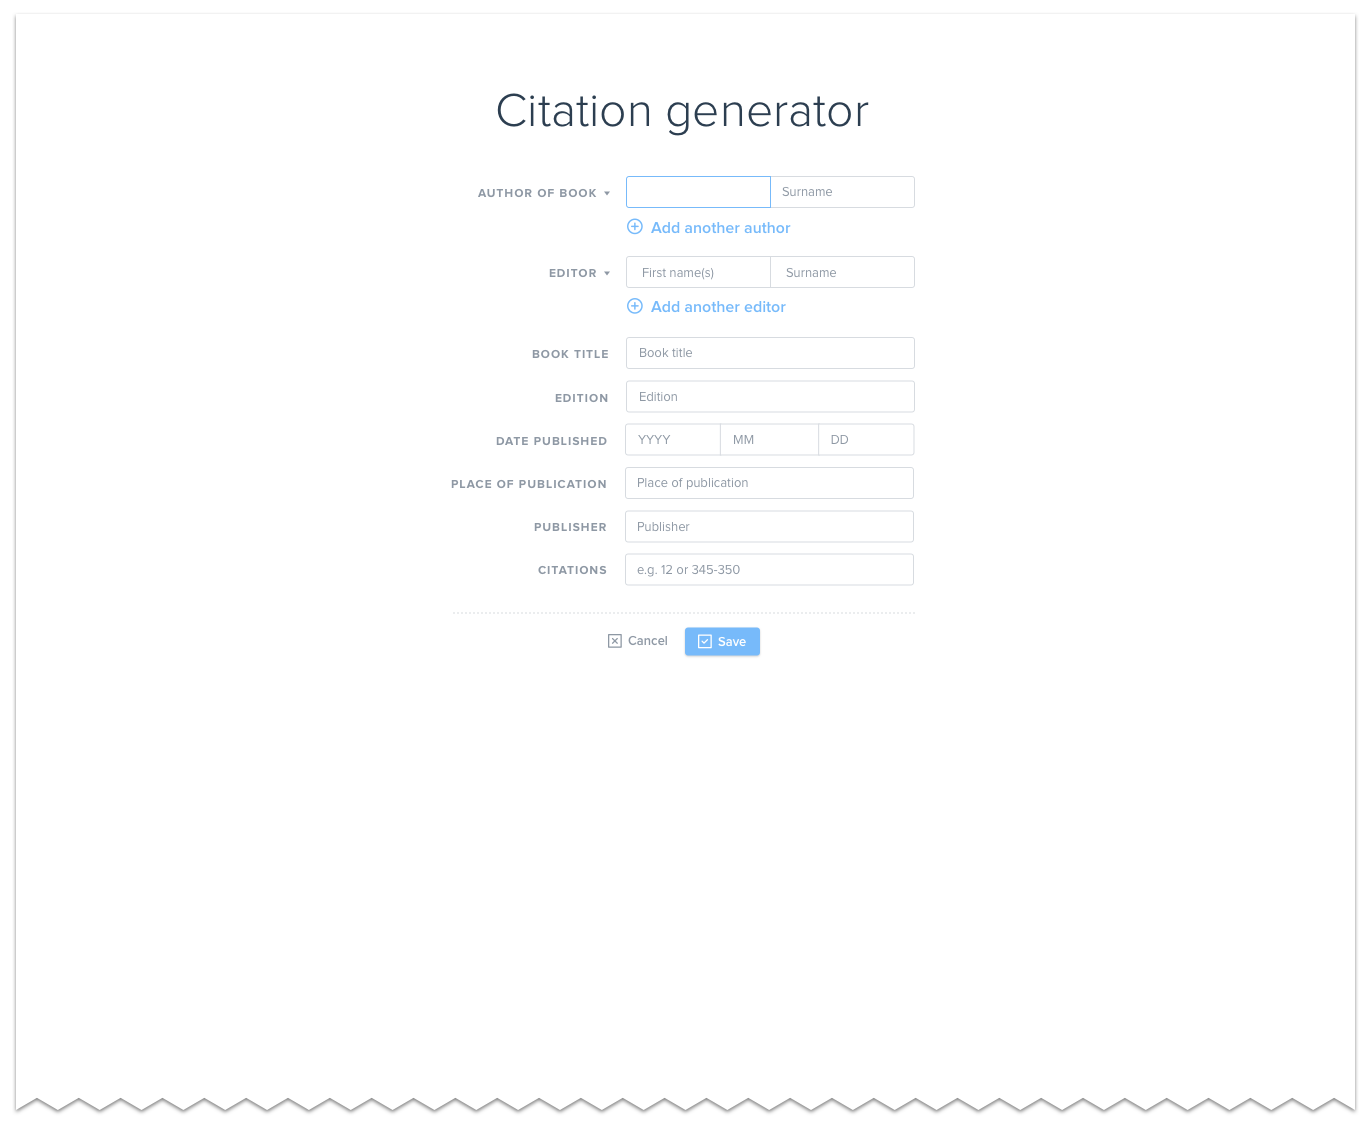 Citation generator
AUTHOR OF BOOK Surname
Add another author
EDITOR First name(s) Surname
Add another editor
BOOK TITLE Book title
EDITION Edition
DATE PUBLISHED YYYY MM DD
PLACE OF PUBLICATION Place of publication
PUBLISHER Publisher
CITATIONS e.g. 12 or 345-350
Cancel Save